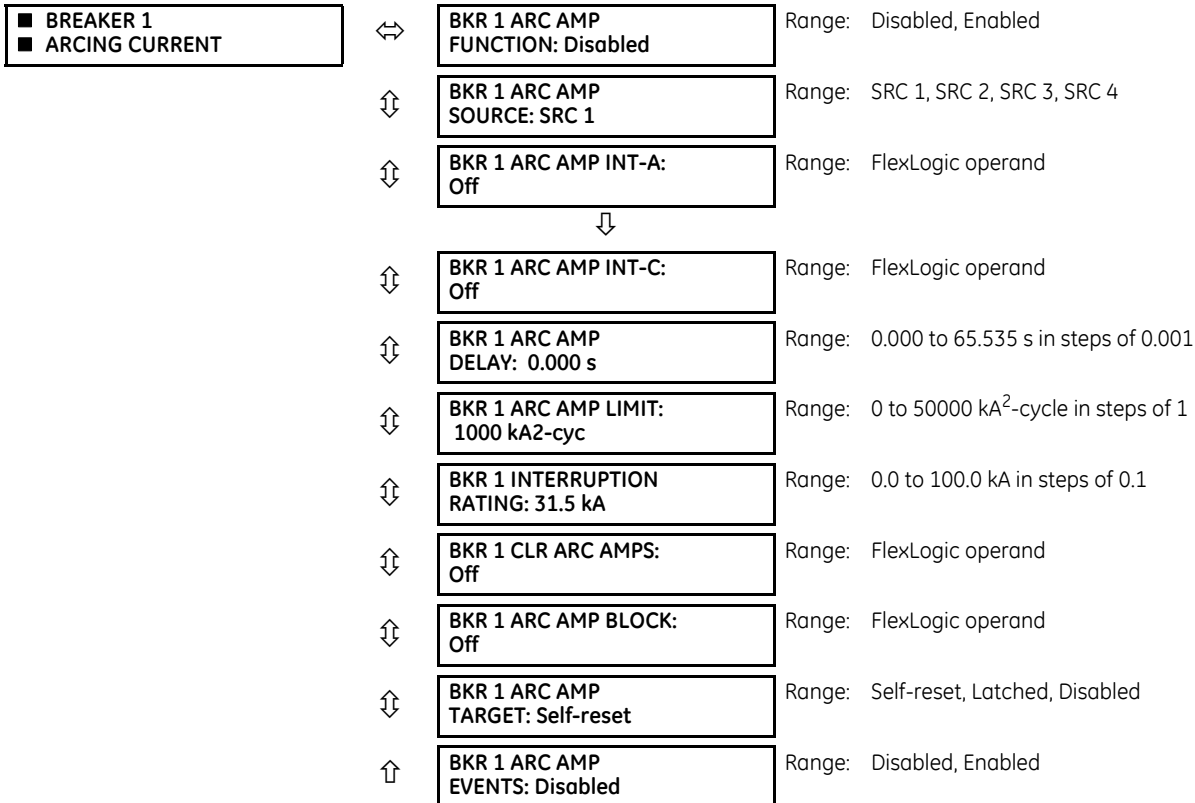 ■ BREAKER 1
■ ARCING CURRENT
BKR 1 ARC AMP
FUNCTION: Disabled
Range: Disabled, Enabled
BKR 1 ARC AMP
SOURCE: SRC 1
Range: SRC 1, SRC 2, SRC 3, SRC 4
BKR 1 ARC AMP INT-A:
Off
Range: FlexLogic operand
BKR 1 ARC AMP INT-C:
Off
Range: FlexLogic operand
BKR 1 ARC AMP
DELAY: 0.000 s
Range: 0.000 to 65.535 s in steps of 0.001
BKR 1 ARC AMP LIMIT:
1000 kA2-cyc
Range: 0 to 50000 kA²-cycle in steps of 1
BKR 1 INTERRUPTION
RATING: 31.5 kA
Range: 0.0 to 100.0 kA in steps of 0.1
BKR 1 CLR ARC AMPS:
Off
Range: FlexLogic operand
BKR 1 ARC AMP BLOCK:
Off
Range: FlexLogic operand
BKR 1 ARC AMP
TARGET: Self-reset
Range: Self-reset, Latched, Disabled
BKR 1 ARC AMP
EVENTS: Disabled
Range: Disabled, Enabled